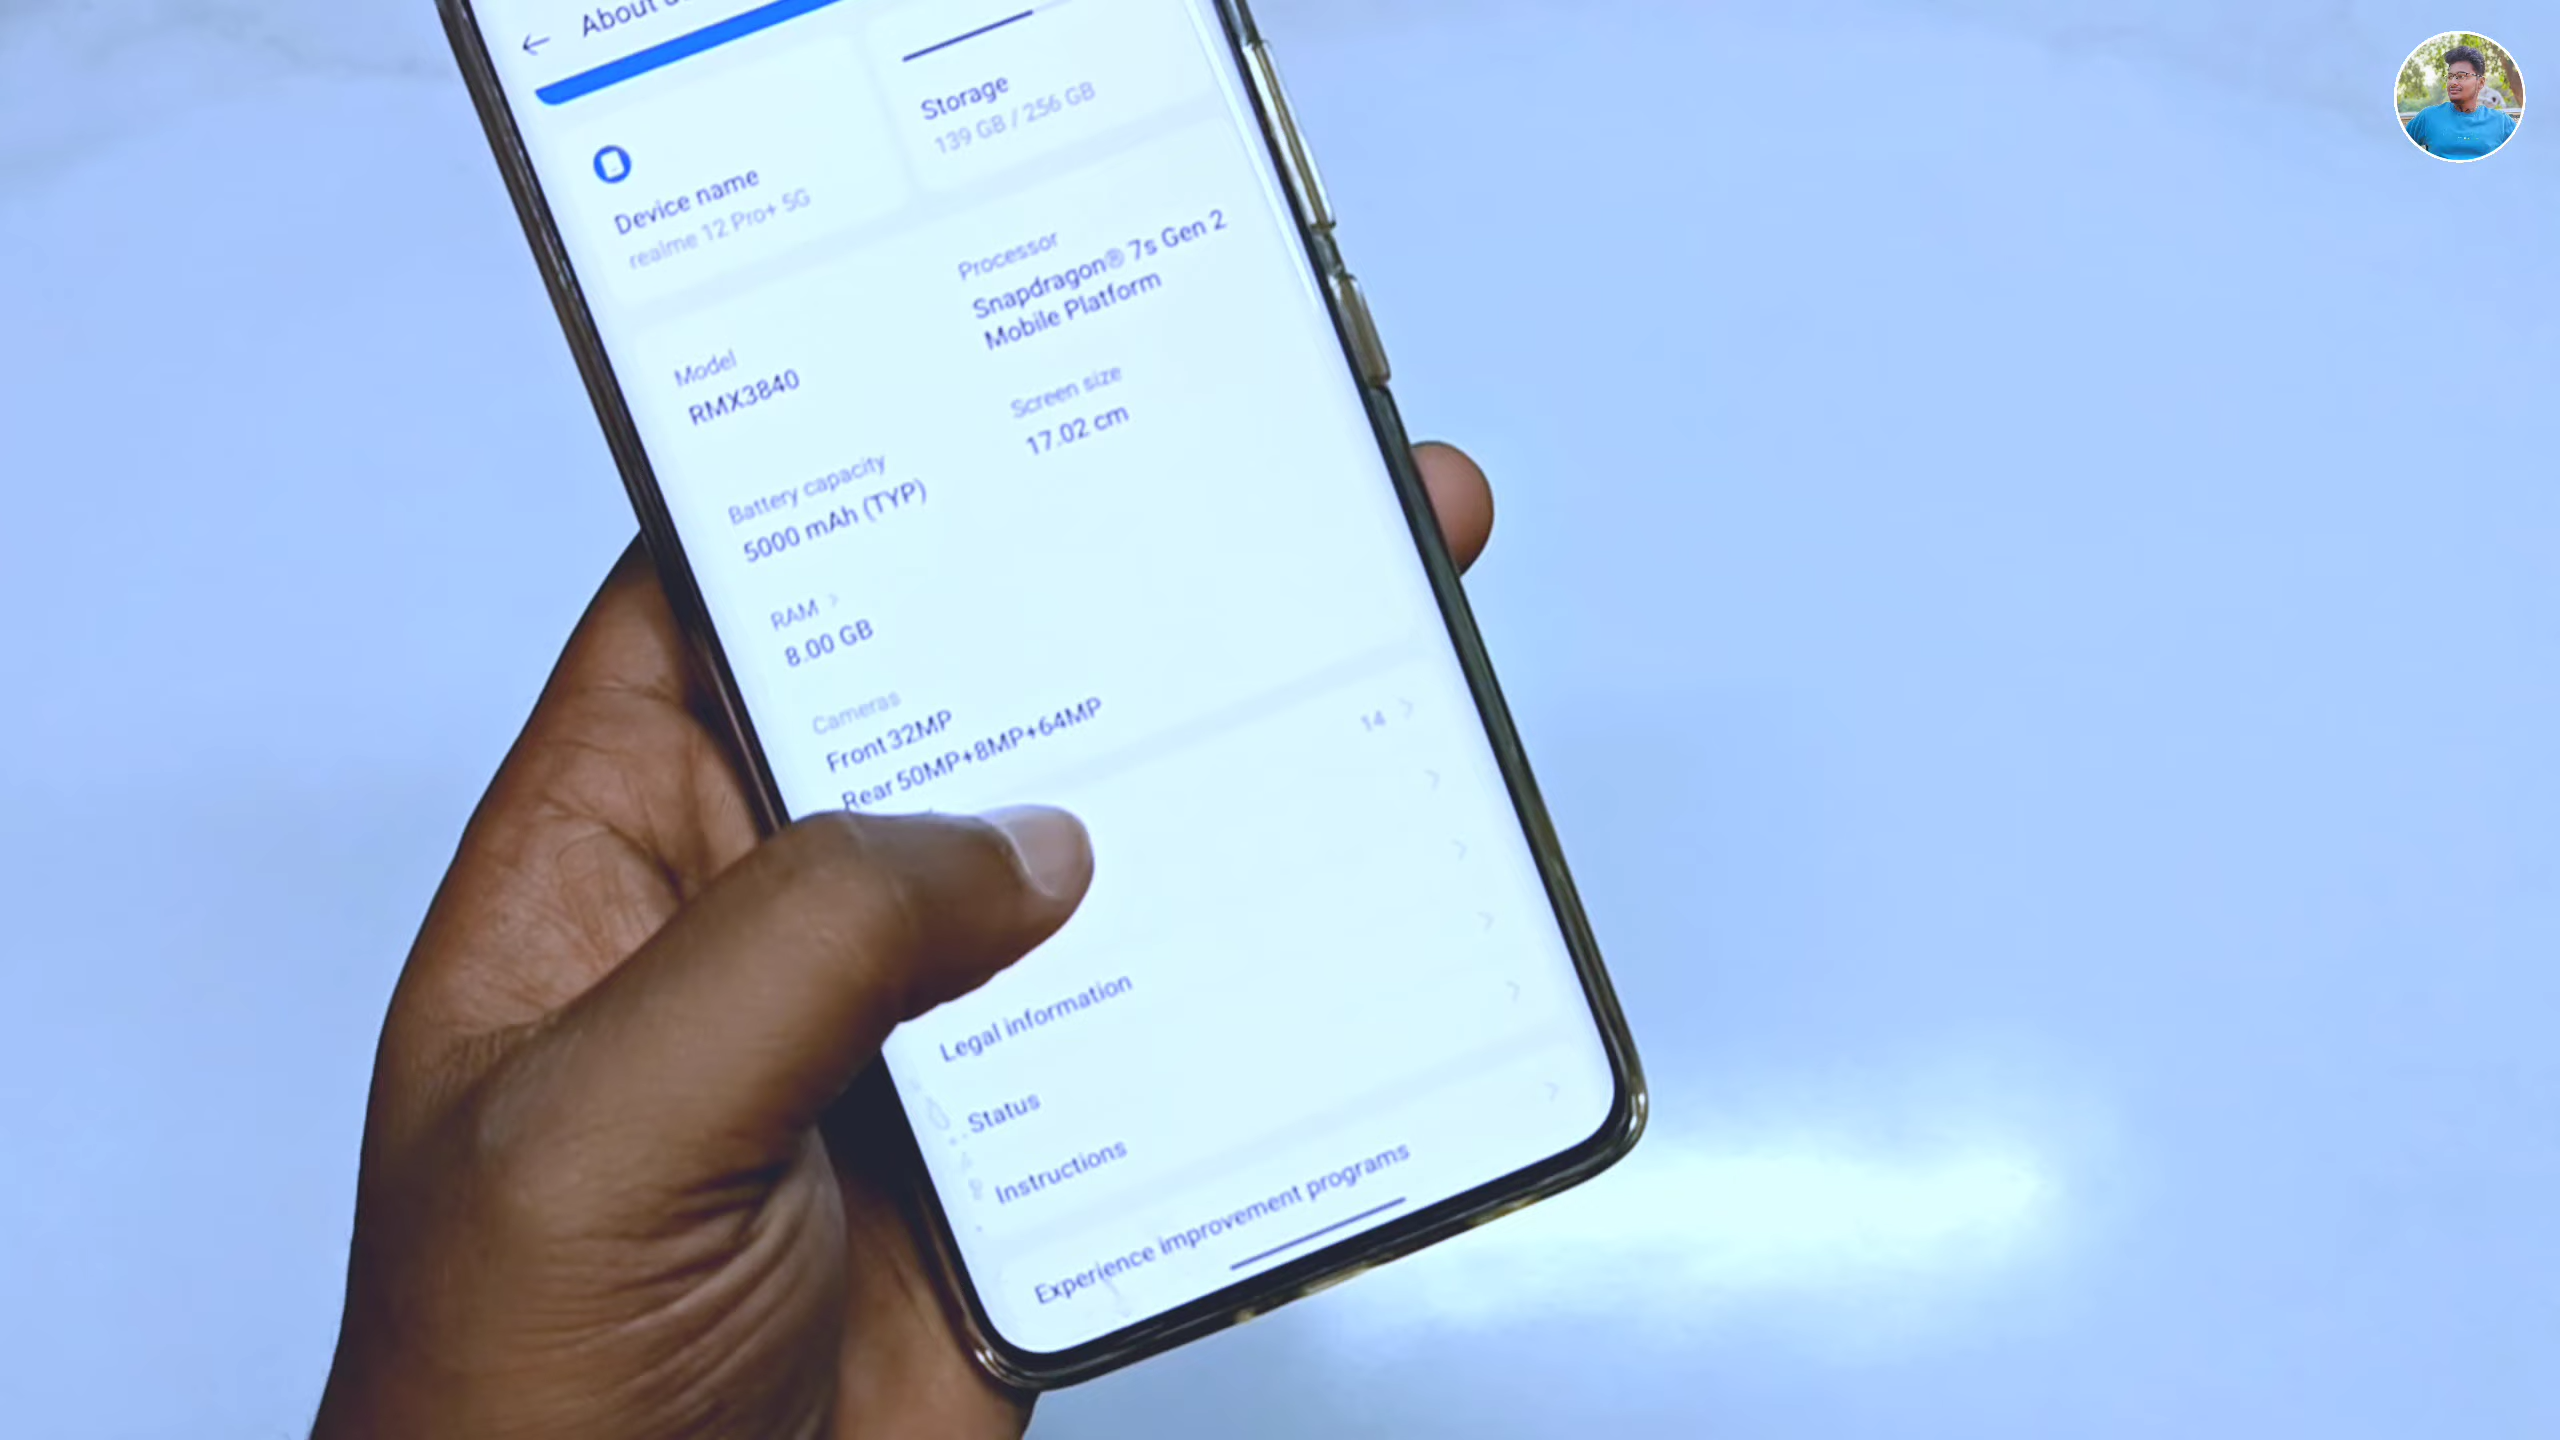 About
Storage
139 GB / 256 GB
Device name
realme 12 Pro+ 5G
Processor
Snapdragon® 7s Gen 2
Mobile Platform
Model
RMX3840
Screen size
17.02 cm
Battery capacity
5000 mAh (TYP)
RAM
8.00 GB
Cameras
Front 32MP
Rear 50MP+8MP+64MP
14
Legal information
Status
Instructions
Experience improvement programs